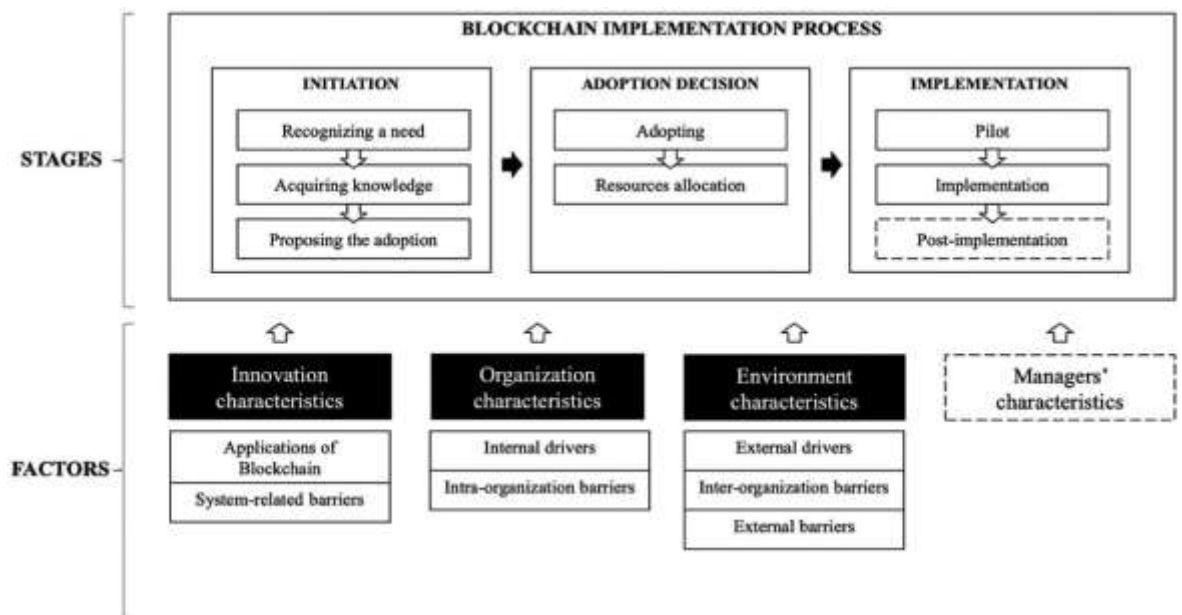 BLOCKCHAIN IMPLEMENTATION PROCESS
STAGES
INITIATION
Recognizing a need
Acquiring knowledge
Proposing the adoption
ADOPTION DECISION
Adopting
Resources allocation
IMPLEMENTATION
Pilot
Implementation
Post-implementation
FACTORS
Innovation
characteristics
Applications of
Blockchain
System-related barriers
Organization
characteristics
Internal drivers
Intra-organization barriers
Environment
characteristics
External drivers
Inter-organization barriers
External barriers
Managers'
characteristics